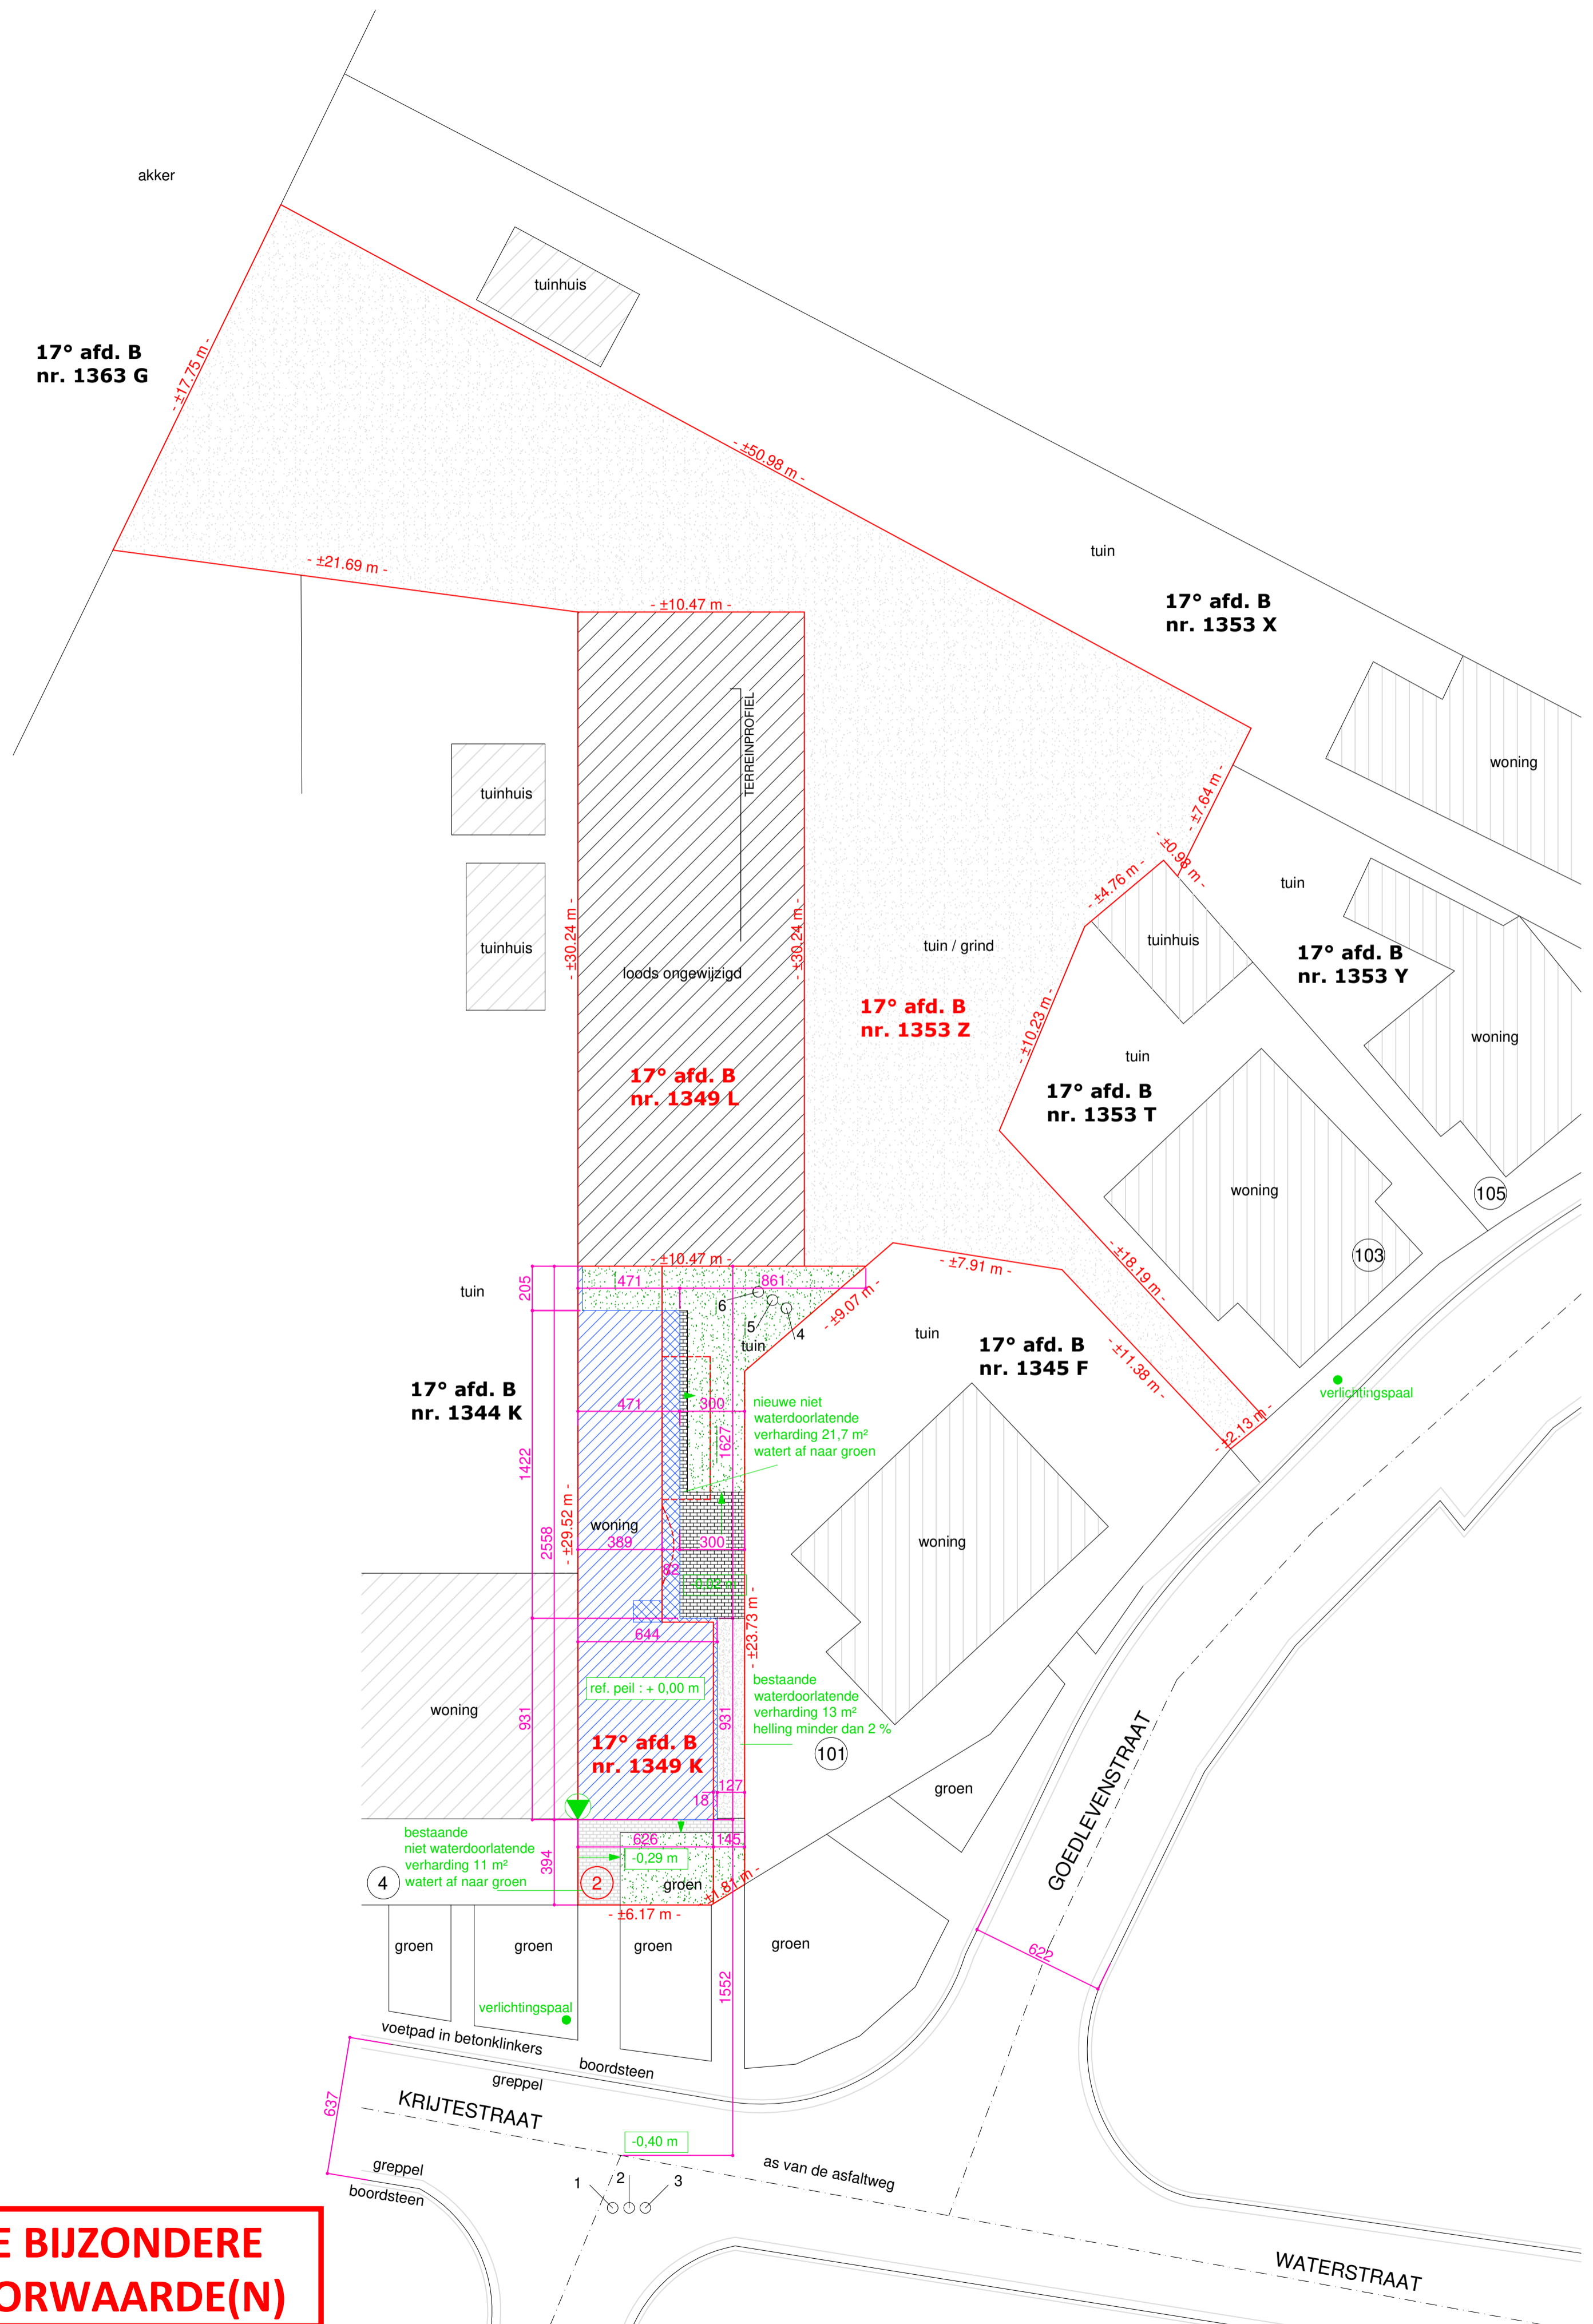 akker
tuinhuis
17° afd. B
nr. 1363 G
- ±17.75 m -
- ±50.98 m -
- ±21.69 m -
- ±10.47 m -
tuin
17° afd. B
nr. 1353 X
TERREINPROFIEL
woning
- ±7.64 m -
tuinhuis
- ±0.98 m -
- ±4.76 m -
tuin
tuinhuis
tuinhuis
- ±30.24 m -
- ±30.24 m -
tuin / grind
17° afd. B
nr. 1353 Y
loods ongewijzigd
17° afd. B
nr. 1353 Z
- ±10.23 m -
woning
tuin
17° afd. B
nr. 1349 L
17° afd. B
nr. 1353 T
woning
105
103
- ±18.19 m -
- ±10.47 m -
- ±7.91 m -
tuin
205
471
861
6
5
4
- ±9.07 m -
tuin
tuin
17° afd. B
nr. 1345 F
17° afd. B
nr. 1344 K
- ±11.38 m -
verlichtingspaal
471
300
1627
nieuwe niet
waterdoorlatende
verharding 21,7 m²
watert af naar groen
- ±2.13 m -
1422
2558
- ±29.52 m -
woning
389
300
82
woning
- ±23.73 m -
644
ref. peil : + 0,00 m
bestaande
waterdoorlatende
verharding 13 m²
helling minder dan 2 %
woning
931
931
17° afd. B
nr. 1349 K
101
127
18
groen
GOEDLEVENSTRAAT
bestaande
niet waterdoorlatende
verharding 11 m²
watert af naar groen
394
626
145
-0,29 m
4
2
groen
±1.81 m -
- ±6.17 m -
groen
groen
groen
groen
622
1552
verlichtingspaal
voetpad in betonklinkers
boordsteen
greppel
637
KRIJTESTRAAT
-0,40 m
as van de asfaltweg
greppel
boordsteen
1
2
3
WATERSTRAAT
E BIJZONDERE
ORWAARDE(N)